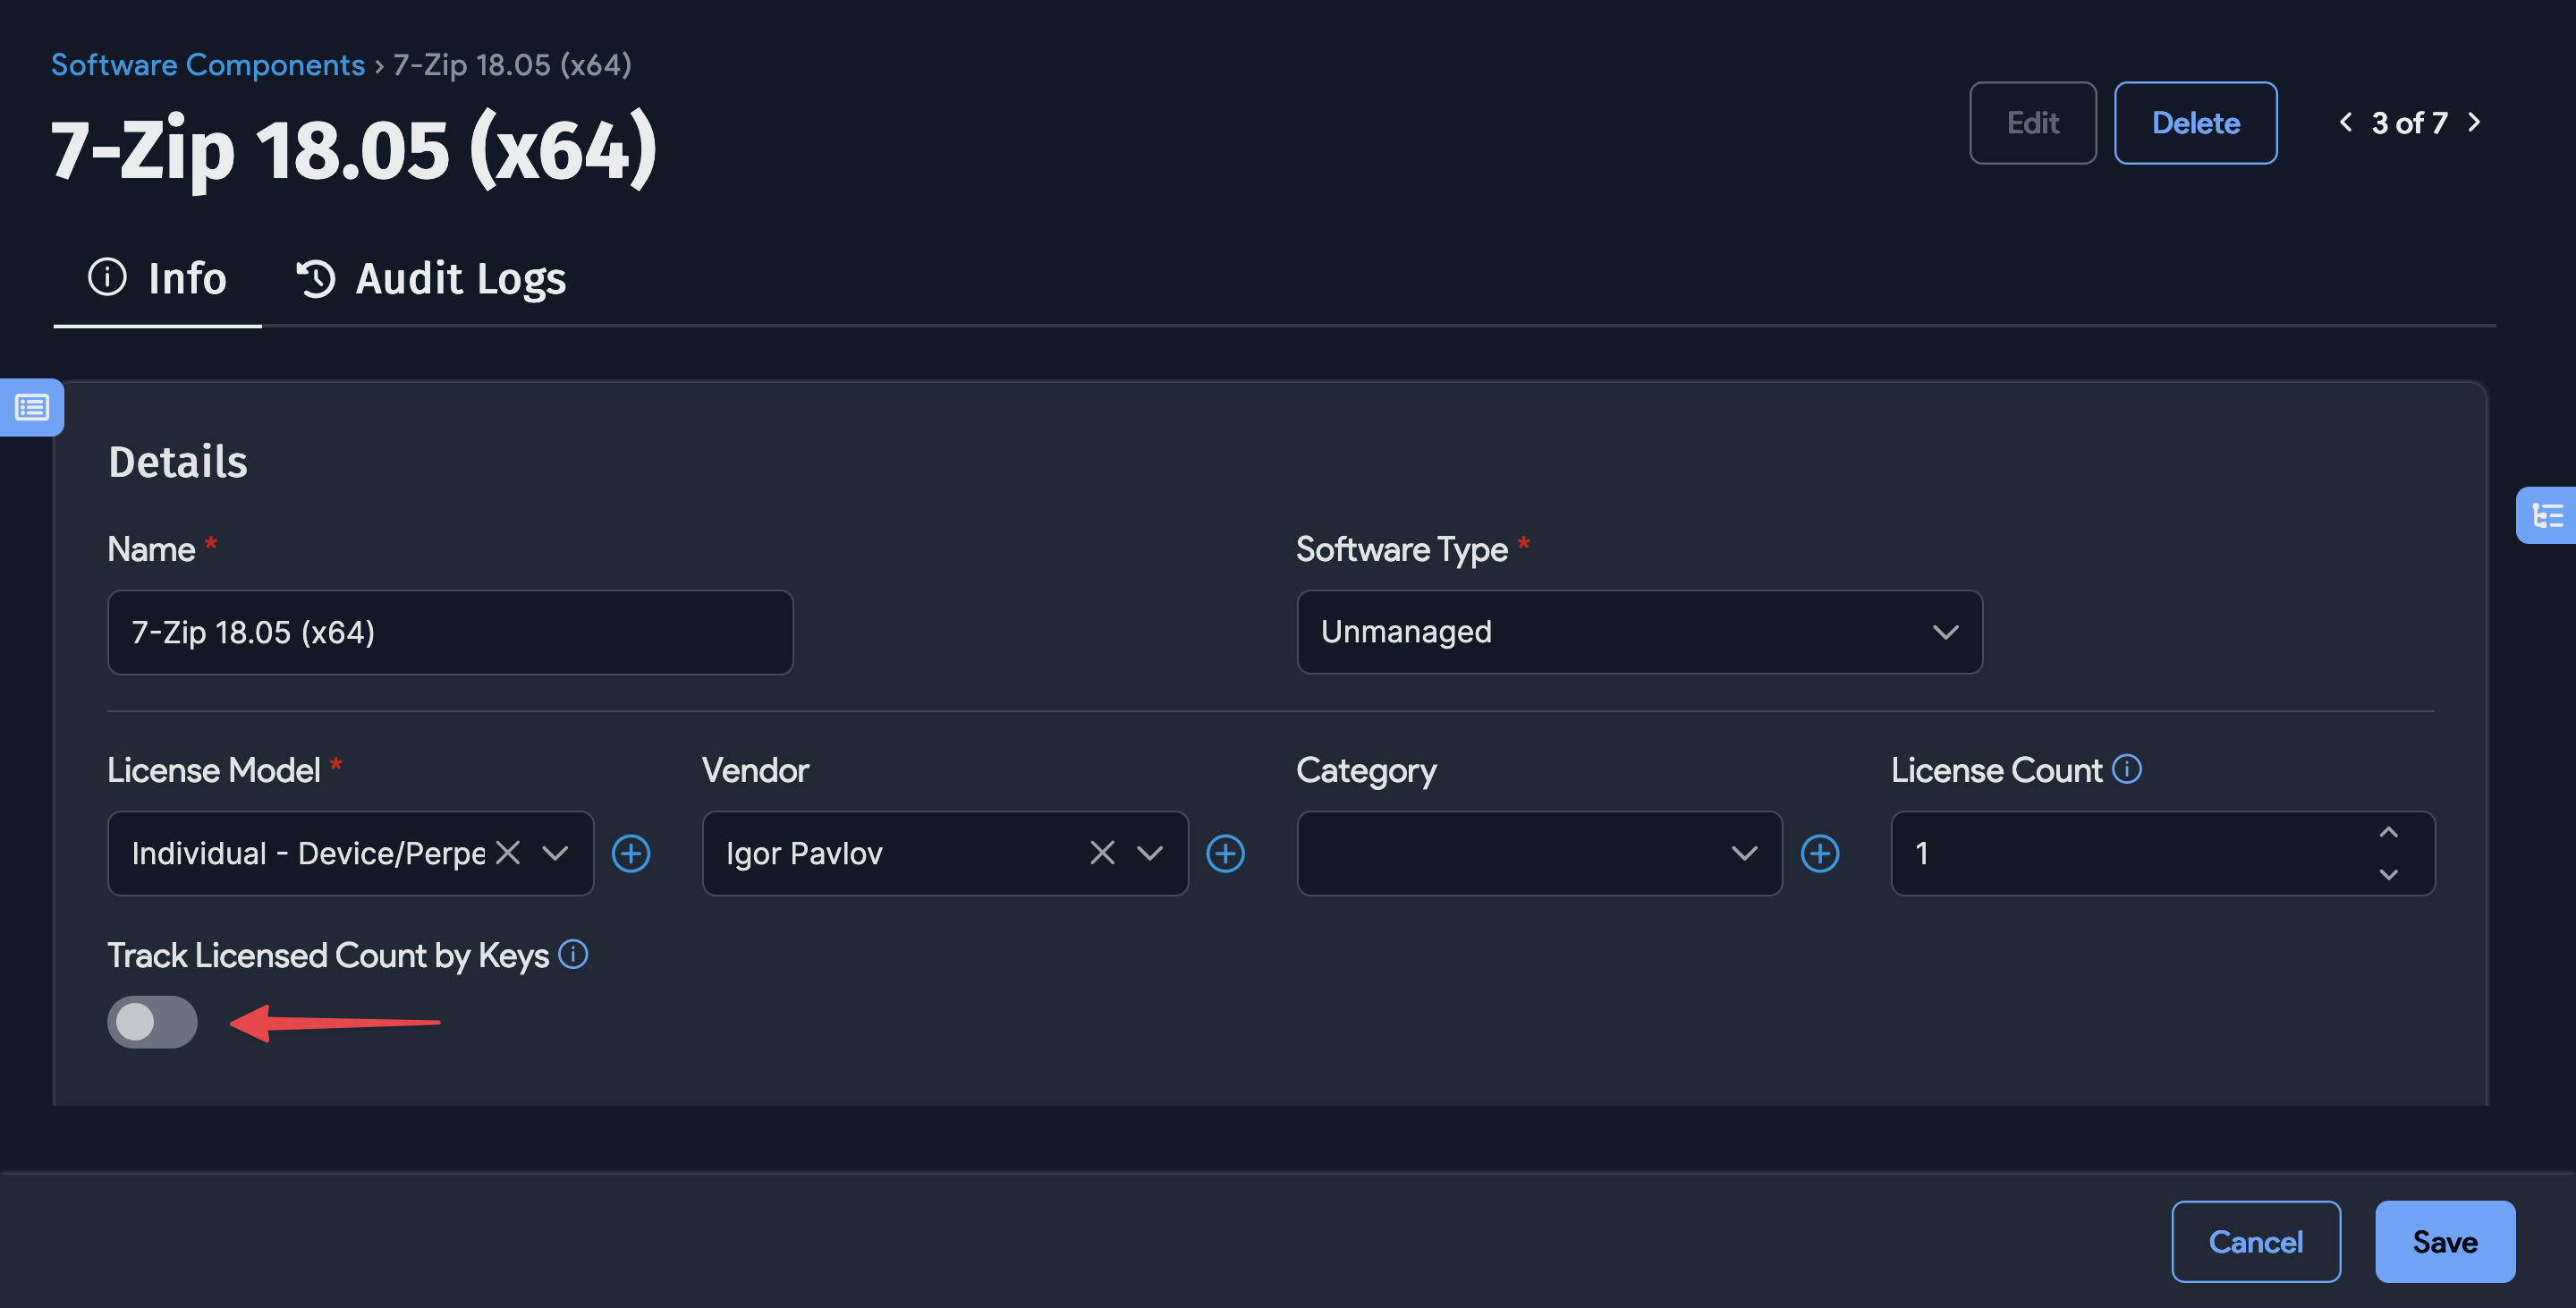 Software Components › 7-Zip 18.05 (x64)
7-Zip 18.05 (x64)
Edit
Delete
3 of 7
Info
Audit Logs
Details
Name *
Software Type *
7-Zip 18.05 (x64)
Unmanaged
License Model *
Vendor
Category
License Count
Individual - Device/Perpe
Igor Pavlov
1
Track Licensed Count by Keys
Cancel
Save